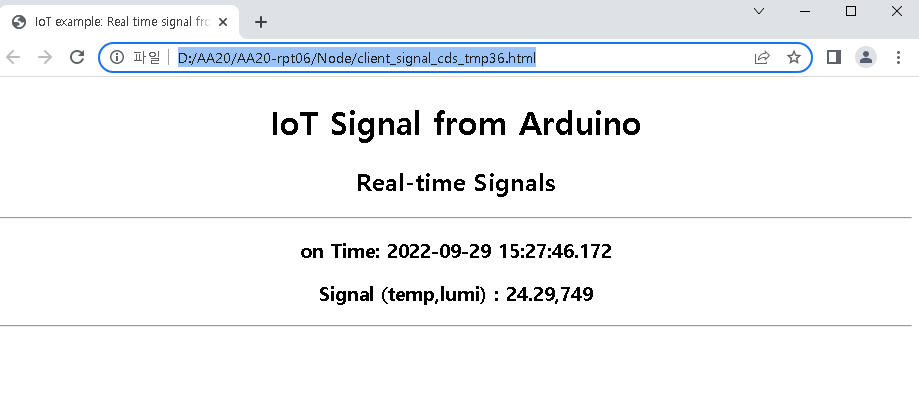 IoT example: Real time signal fro
파일 D:/AA20/AA20-rpt06/Node/client_signal_cds_tmp36.html
IoT Signal from Arduino
Real-time Signals
on Time: 2022-09-29 15:27:46.172
Signal (temp,lumi) : 24.29,749